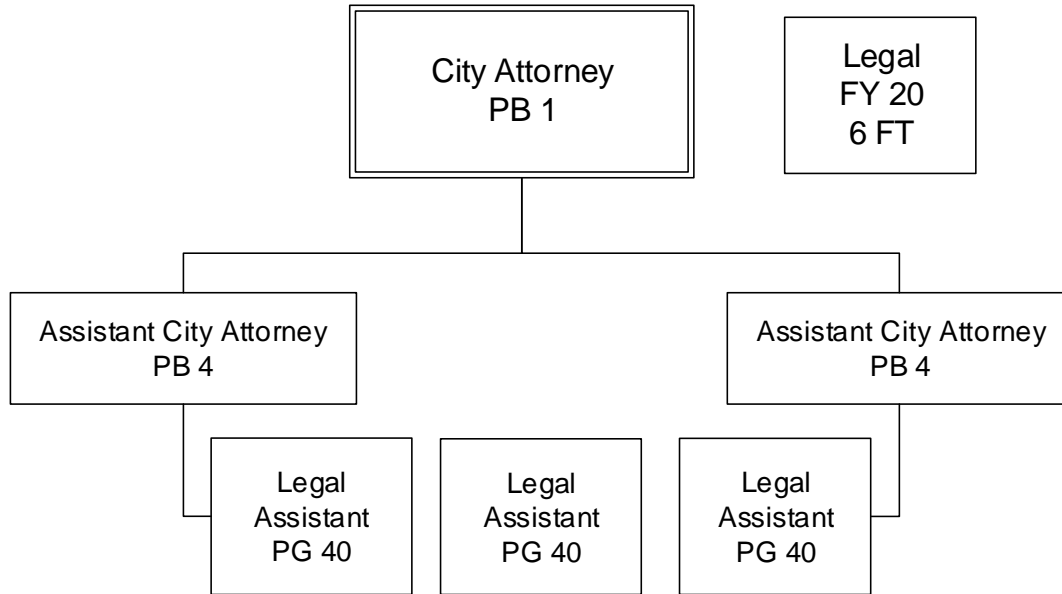 City Attorney
PB 1
Legal
FY 20
6 FT
Assistant City Attorney
PB 4
Assistant City Attorney
PB 4
Legal
Assistant
PG 40
Legal
Assistant
PG 40
Legal
Assistant
PG 40